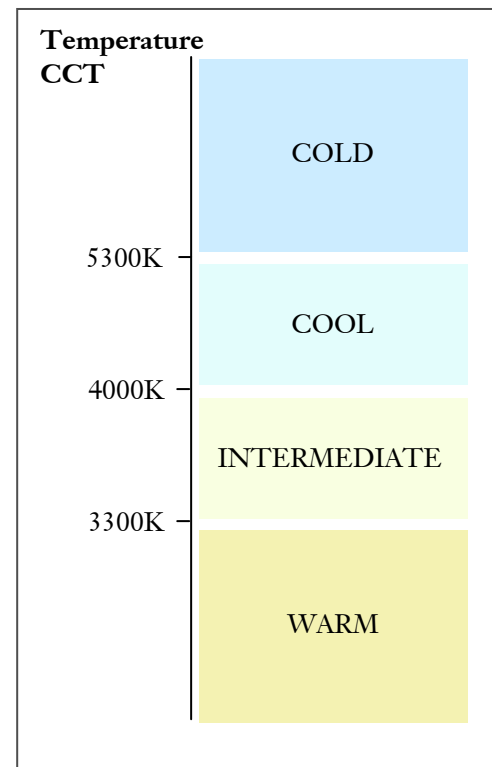 Temperature
CCT
COLD
5300K
COOL
4000K
INTERMEDIATE
3300K
WARM